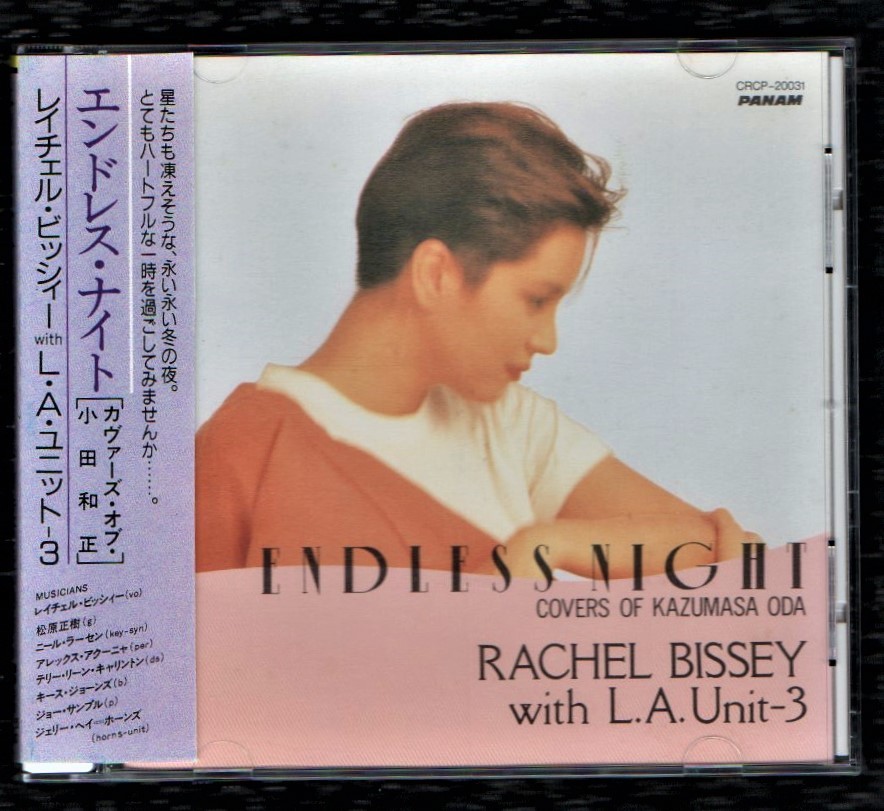 星たちも凍えそうな、永い永い冬の夜。
とてもハートフルな一時を過ごしてみませんか……。
エンドレス・ナイト
[カヴァーズ・オブ・
小田和正]
レイチェル・ビッシィー with L・A・ユニット-3
MUSICIANS
レイチェル・ビッシィー(vo)
松原正樹(g)
ニール・ラーセン(key-syn)
アレックス・アクーニャ(per)
テリー・リーン・キャリントン(ds)
キース・ジョーンズ(b)
ジョー・サンプル(p)
ジェリー・ヘイ=ホーンズ
(horns-unit)
CRCP-20031
PANAM
ENDLESS NIGHT
COVERS OF KAZUMASA ODA
RACHEL BISSEY
with L.A.Unit-3